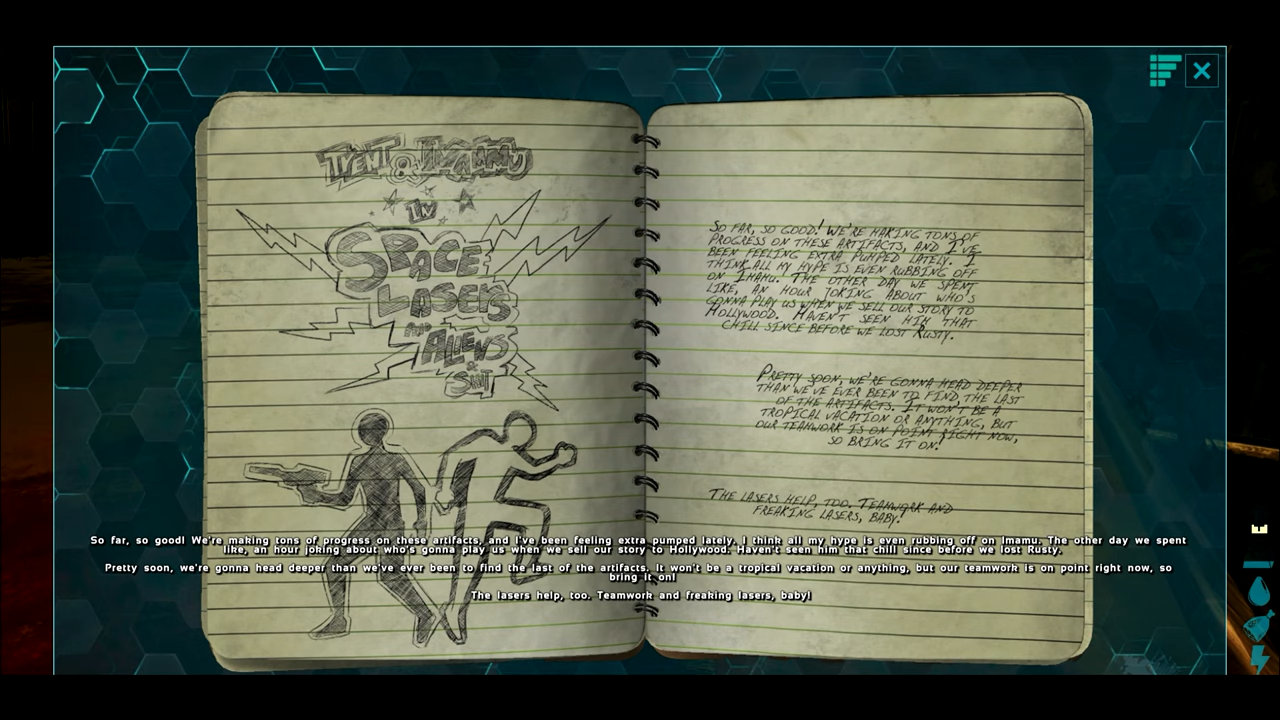 TRENT & IMAMU
IN
SPACE
LASERS
AND
ALIENS
& SHIT
SO FAR, SO GOOD! WE'RE MAKING TONS OF
PROGRESS ON THESE ARTIFACTS, AND I'VE
BEEN FEELING EXTRA PUMPED LATELY. I
THINK ALL MY HYPE IS EVEN RUBBING OFF
ON IMAMU. THE OTHER DAY WE SPENT
LIKE, AN HOUR JOKING ABOUT WHO'S
GONNA PLAY US WHEN WE SELL OUR STORY TO
HOLLYWOOD. HAVEN'T SEEN HIM THAT
CHILL SINCE BEFORE WE LOST RUSTY.
PRETTY SOON, WE'RE GONNA HEAD DEEPER
THAN WE'VE EVER BEEN TO FIND THE LAST
OF THE ARTIFACTS. IT WON'T BE A
TROPICAL VACATION OR ANYTHING, BUT
OUR TEAMWORK IS ON POINT RIGHT NOW,
SO BRING IT ON!
THE LASERS HELP, TOO. TEAMWORK AND
FREAKING LASERS, BABY!
So far, so good! We're making tons of progress on these artifacts, and I've been feeling extra pumped lately. I think all my hype is even rubbing off on Imamu. The other day we spent
like, an hour joking about who's gonna play us when we sell our story to Hollywood. Haven't seen him that chill since before we lost Rusty.
Pretty soon, we're gonna head deeper than we've ever been to find the last of the artifacts. It won't be a tropical vacation or anything, but our teamwork is on point right now, so
bring it on!
The lasers help, too. Teamwork and freaking lasers, baby!